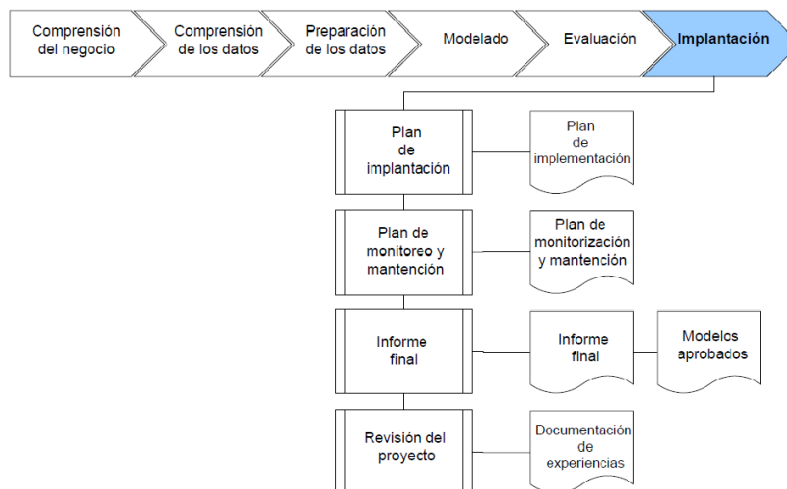 Comprensión
del negocio
Comprensión
de los datos
Preparación
de los datos
Modelado
Evaluación
Implantación
Plan
de
implantación
Plan
de
implementación
Plan de
monitoreo y
mantención
Plan de
monitorización
y mantención
Informe
final
Informe
final
Modelos
aprobados
Revisión del
proyecto
Documentación
de
experiencias